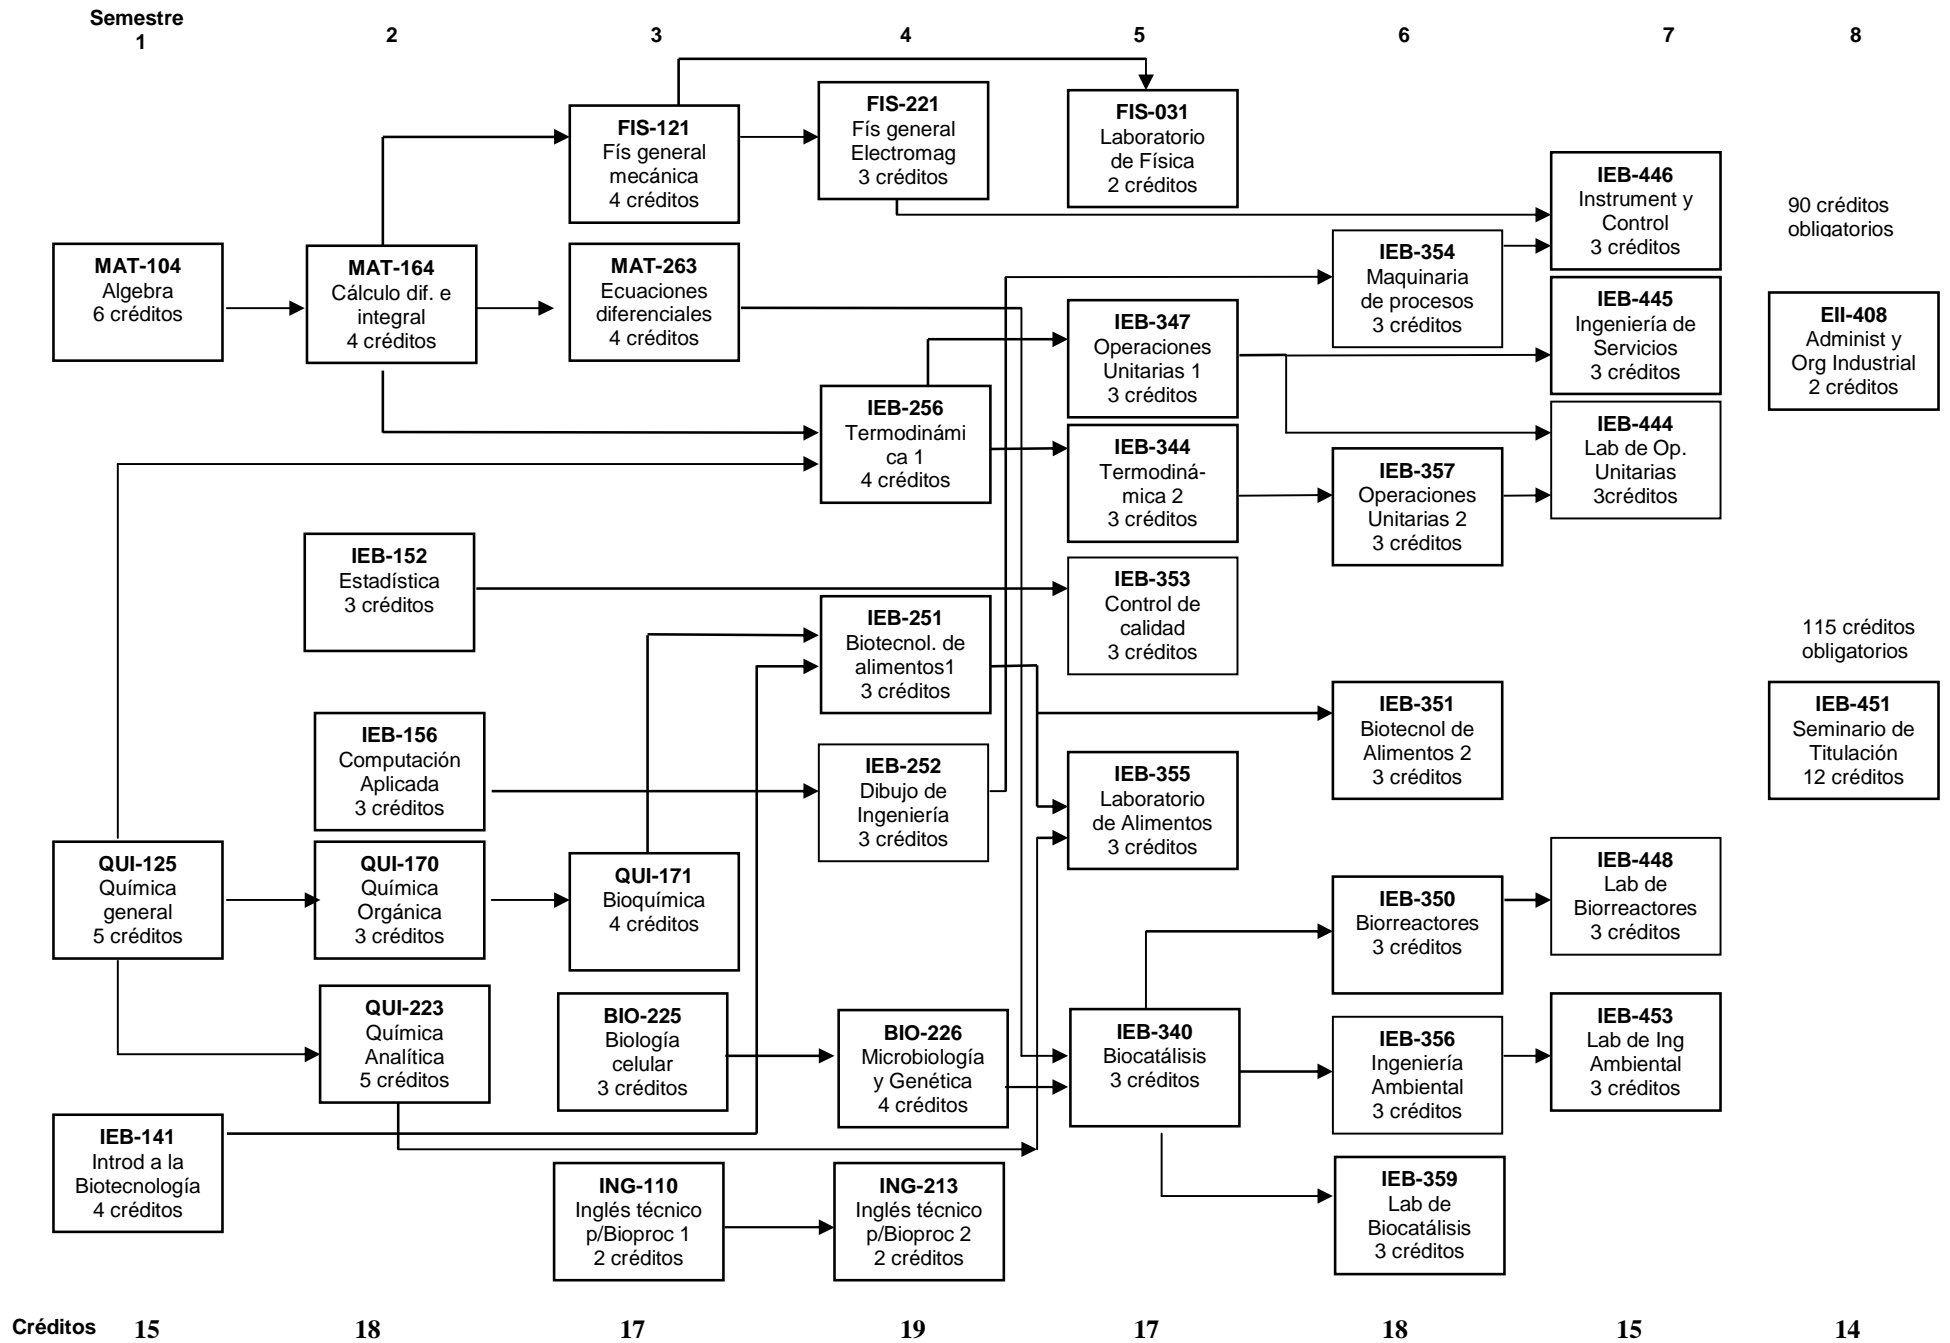 Semestre
1
2
3
4
5
6
7
8
MAT-104
Algebra
6 créditos
QUI-125
Química
general
5 créditos
IEB-141
Introd a la
Biotecnología
4 créditos
MAT-164
Cálculo dif. e
integral
4 créditos
IEB-152
Estadística
3 créditos
IEB-156
Computación
Aplicada
3 créditos
QUI-170
Química
Orgánica
3 créditos
QUI-223
Química
Analítica
5 créditos
FIS-121
Fís general
mecánica
4 créditos
MAT-263
Ecuaciones
diferenciales
4 créditos
QUI-171
Bioquímica
4 créditos
BIO-225
Biología
celular
3 créditos
ING-110
Inglés técnico
p/Bioproc 1
2 créditos
FIS-221
Fís general
Electromag
3 créditos
IEB-256
Termodinámi
ca 1
4 créditos
IEB-251
Biotecnol. de
alimentos1
3 créditos
IEB-252
Dibujo de
Ingeniería
3 créditos
BIO-226
Microbiología
y Genética
4 créditos
ING-213
Inglés técnico
p/Bioproc 2
2 créditos
FIS-031
Laboratorio
de Física
2 créditos
IEB-347
Operaciones
Unitarias 1
3 créditos
IEB-344
Termodiná-
mica 2
3 créditos
IEB-353
Control de
calidad
3 créditos
IEB-355
Laboratorio
de Alimentos
3 créditos
IEB-340
Biocatálisis
3 créditos
IEB-354
Maquinaria
de procesos
3 créditos
IEB-357
Operaciones
Unitarias 2
3 créditos
IEB-351
Biotecnol de
Alimentos 2
3 créditos
IEB-350
Biorreactores
3 créditos
IEB-356
Ingeniería
Ambiental
3 créditos
IEB-359
Lab de
Biocatálisis
3 créditos
IEB-446
Instrument y
Control
3 créditos
IEB-445
Ingeniería de
Servicios
3 créditos
IEB-444
Lab de Op.
Unitarias
3créditos
IEB-448
Lab de
Biorreactores
3 créditos
IEB-453
Lab de Ing
Ambiental
3 créditos
90 créditos
obligatorios
EII-408
Administ y
Org Industrial
2 créditos
115 créditos
obligatorios
IEB-451
Seminario de
Titulación
12 créditos
Créditos 15 18 17 19 17 18 15 14